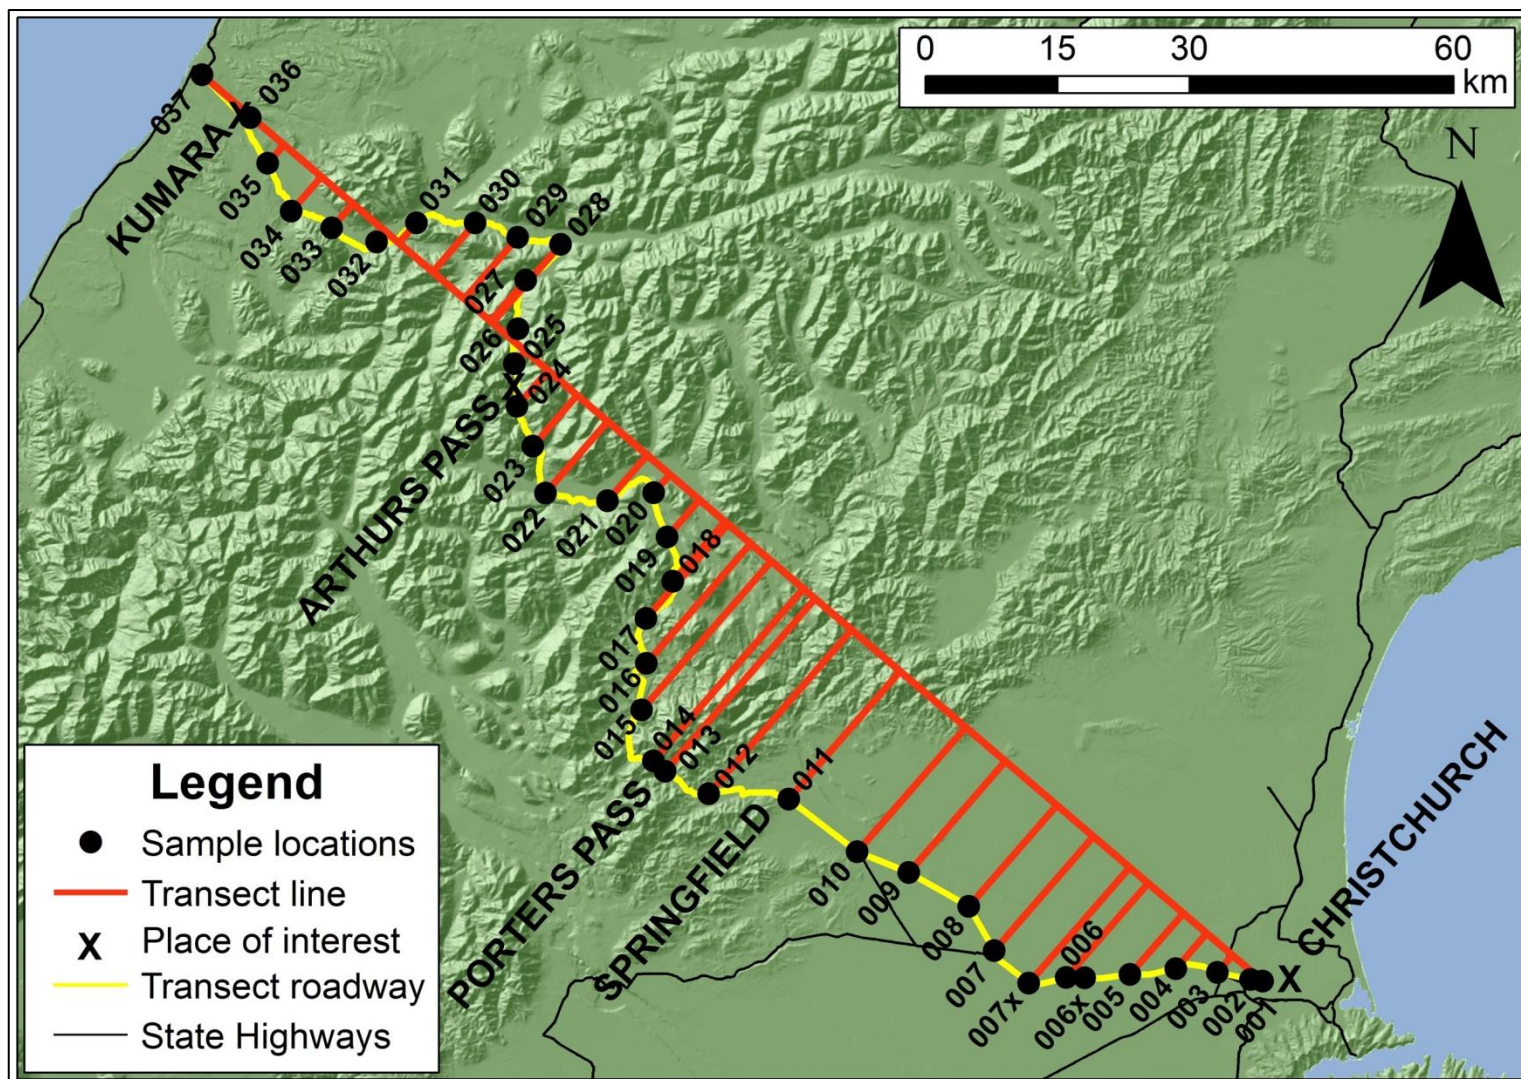 0 15 30 60
km
N
037
KUMARA X 036
035
034
033
032
031
030
029
028
027
026
025
ARTHURS PASS X
024
023
022
021
020
019
018
017
016
015
014
013
012
011
PORTERS PASS
SPRINGFIELD
010
009
008
007
007x
006
006x
005
004
003
002
001
X CHRISTCHURCH
Legend
Sample locations
Transect line
X Place of interest
Transect roadway
State Highways